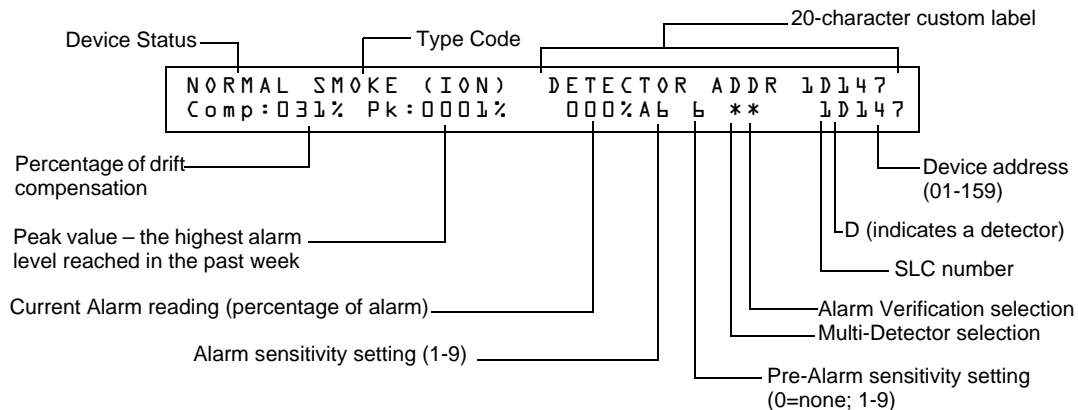 20-character custom label
Device Status
Type Code
NORMAL SMOKE (ION) DETECTOR ADDR 1D147
Comp:031% Pk:0001% 000%A6 6 ** 1D147
Percentage of drift
compensation
Device address
(01-159)
Peak value – the highest alarm
level reached in the past week
D (indicates a detector)
SLC number
Current Alarm reading (percentage of alarm)
Alarm Verification selection
Multi-Detector selection
Alarm sensitivity setting (1-9)
Pre-Alarm sensitivity setting
(0=none; 1-9)